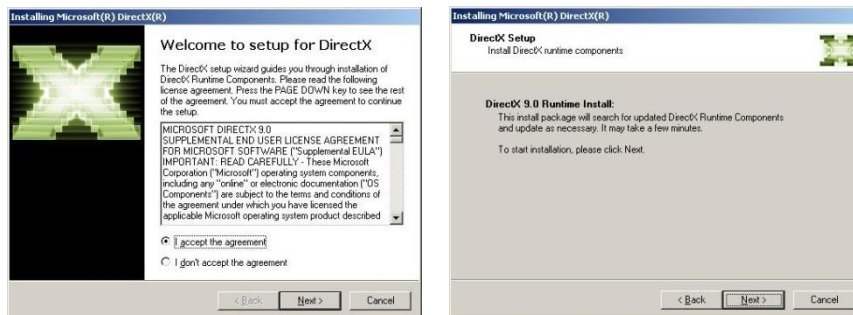 Installing Microsoft(R) DirectX(R)
Welcome to setup for DirectX
The DirectX setup wizard guides you through installation of
DirectX Runtime Components. Please read the following
license agreement. Press the PAGE DOWN key to see the rest
of the agreement. You must accept the agreement to continue
the setup.
MICROSOFT DIRECTX 9.0
SUPPLEMENTAL END USER LICENSE AGREEMENT
FOR MICROSOFT SOFTWARE ("Supplemental EULA")
IMPORTANT: READ CAREFULLY - These Microsoft
Corporation ("Microsoft") operating system components,
including any "online" or electronic documentation ("OS
Components") are subject to the terms and conditions of
the agreement under which you have licensed the
applicable Microsoft operating system product described
I accept the agreement
I don't accept the agreement
< Back
Next >
Cancel
Installing Microsoft(R) DirectX(R)
DirectX Setup
Install DirectX runtime components
DirectX 9.0 Runtime Install:
This install package will search for updated DirectX Runtime Components
and update as necessary. It may take a few minutes.
To start installation, please click Next.
< Back
Next >
Cancel